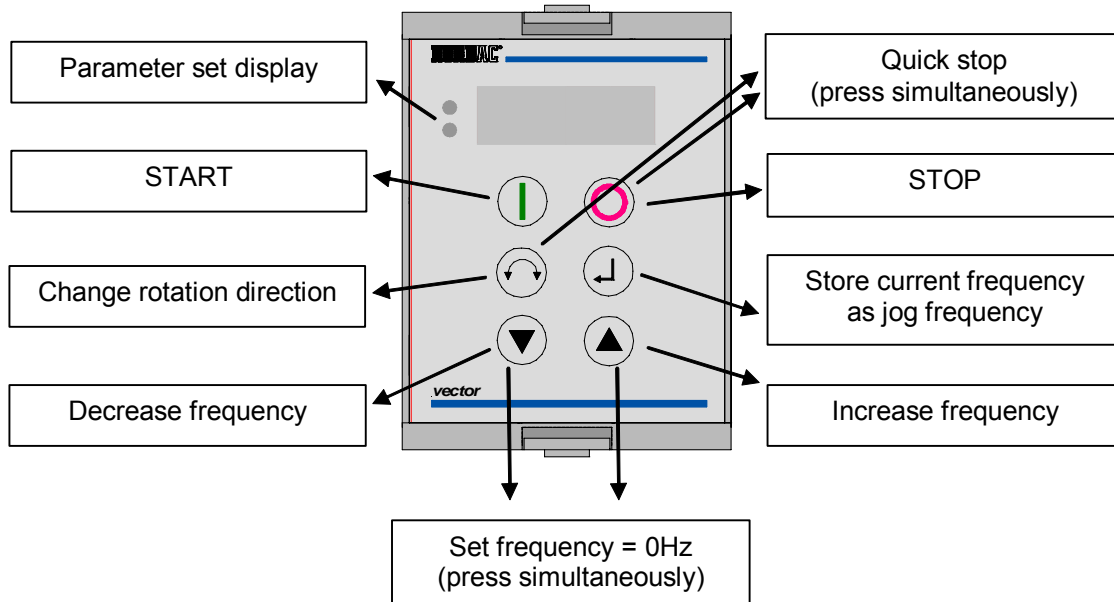 Parameter set display
Quick stop
(press simultaneously)
START
STOP
Change rotation direction
Store current frequency
as jog frequency
vector
Decrease frequency
Increase frequency
Set frequency = 0Hz
(press simultaneously)